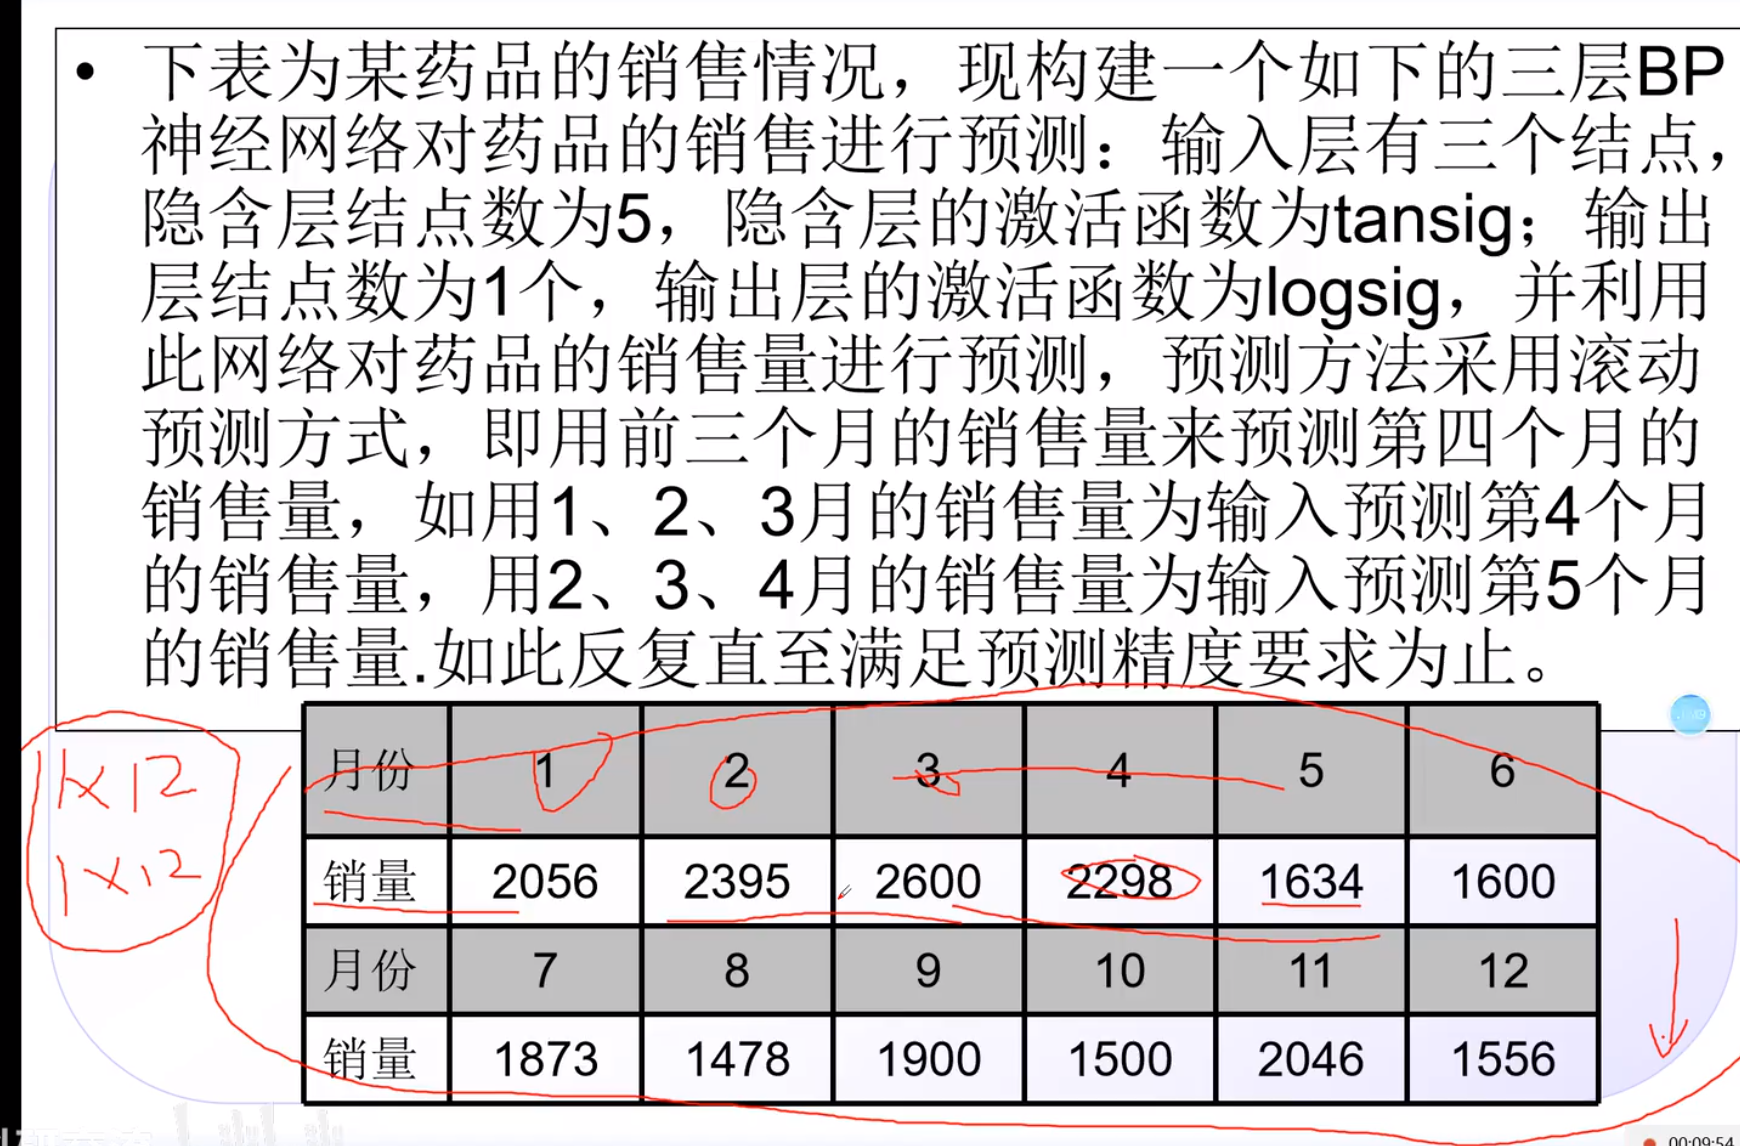 • 下表为某药品的销售情况，现构建一个如下的三层BP
神经网络对药品的销售进行预测：输入层有三个结点，
隐含层结点数为5，隐含层的激活函数为tansig；输出
层结点数为1个，输出层的激活函数为logsig，并利用
此网络对药品的销售量进行预测，预测方法采用滚动
预测方式，即用前三个月的销售量来预测第四个月的
销售量，如用1、2、3月的销售量为输入预测第4个月
的销售量，用2、3、4月的销售量为输入预测第5个月
的销售量.如此反复直至满足预测精度要求为止。
1×12
1×12
月份 1 2 3 4 5 6
销量 2056 2395 2600 2298 1634 1600
月份 7 8 9 10 11 12
销量 1873 1478 1900 1500 2046 1556
00:09:54